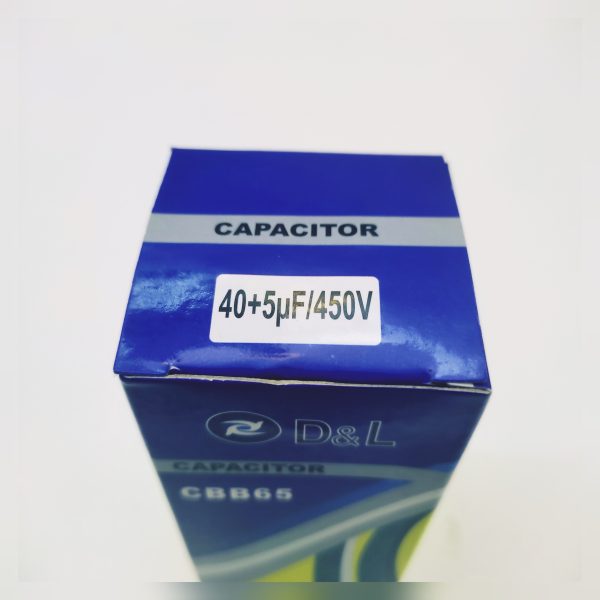 CAPACITOR
40+5µF/450V
D&L
CAPACITOR
CBB65